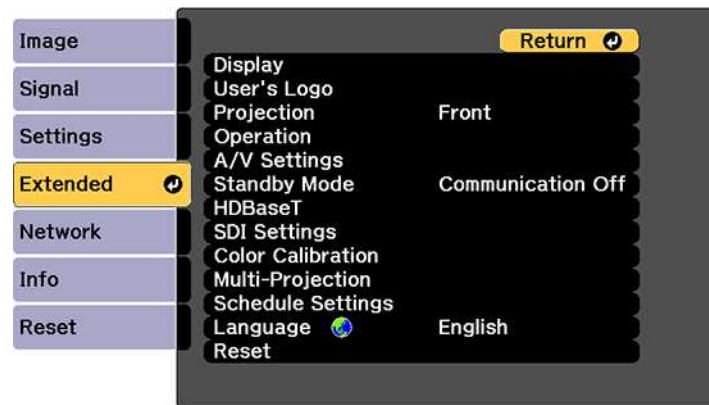 Image
Signal
Settings
Extended
Network
Info
Reset
Return
Display
User's Logo
Projection Front
Operation
A/V Settings
Standby Mode Communication Off
HDBaseT
SDI Settings
Color Calibration
Multi-Projection
Schedule Settings
Language English
Reset